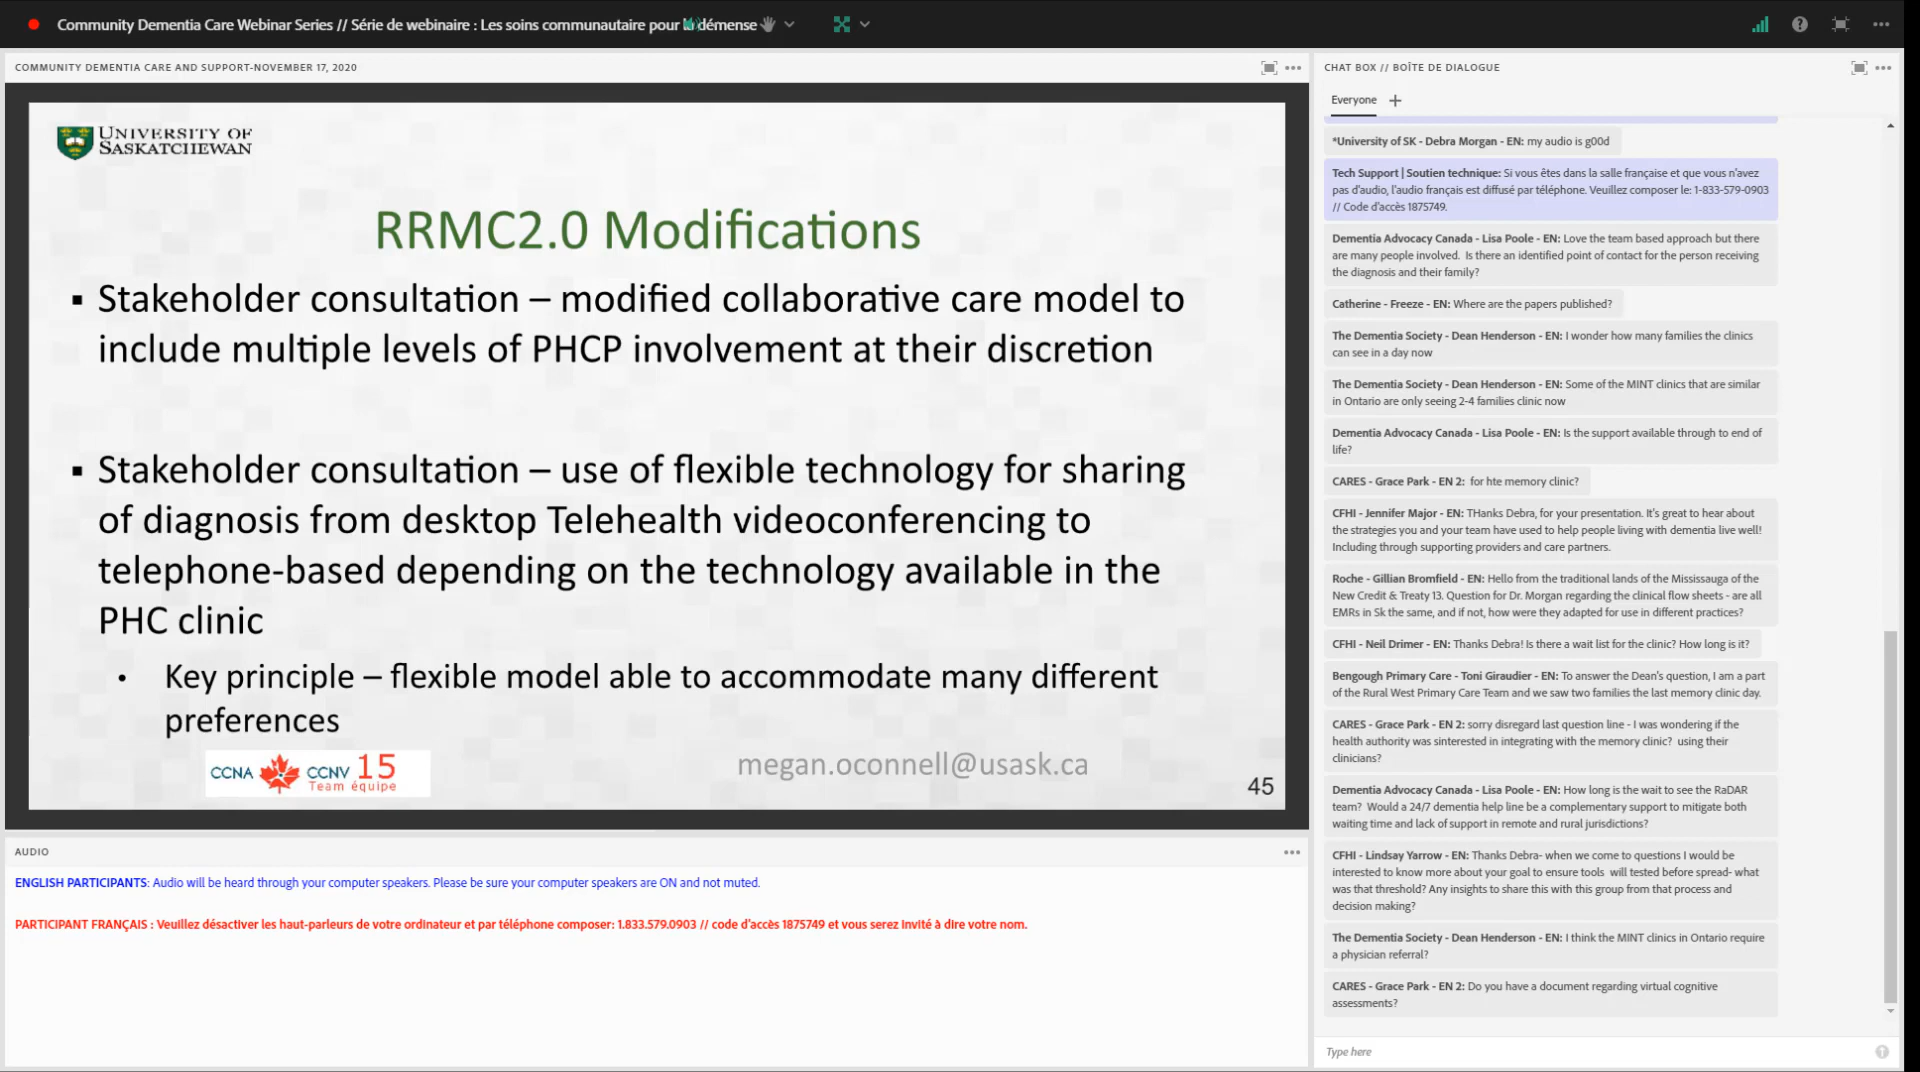 Community Dementia Care Webinar Series // Série de webinaire : Les soins communautaire pour la démense
COMMUNITY DEMENTIA CARE AND SUPPORT-NOVEMBER 17, 2020
UNIVERSITY OF
SASKATCHEWAN
RRMC2.0 Modifications
▪ Stakeholder consultation – modified collaborative care model to
include multiple levels of PHCP involvement at their discretion
▪ Stakeholder consultation – use of flexible technology for sharing
of diagnosis from desktop Telehealth videoconferencing to
telephone-based depending on the technology available in the
PHC clinic
• Key principle – flexible model able to accommodate many different
preferences
CCNA CCNV 15
Team équipe
megan.oconnell@usask.ca
45
AUDIO
ENGLISH PARTICIPANTS: Audio will be heard through your computer speakers. Please be sure your computer speakers are ON and not muted.
PARTICIPANT FRANÇAIS : Veuillez désactiver les haut-parleurs de votre ordinateur et par téléphone composer: 1.833.579.0903 // code d'accès 1875749 et vous serez invité à dire votre nom.
CHAT BOX // BOÎTE DE DIALOGUE
Everyone
*University of SK - Debra Morgan - EN: my audio is g00d
Tech Support | Soutien technique: Si vous êtes dans la salle française et que vous n'avez
pas d'audio, l'audio français est diffusé par téléphone. Veuillez composer le: 1-833-579-0903
// Code d'accès 1875749.
Dementia Advocacy Canada - Lisa Poole - EN: Love the team based approach but there
are many people involved. Is there an identified point of contact for the person receiving
the diagnosis and their family?
Catherine - Freeze - EN: Where are the papers published?
The Dementia Society - Dean Henderson - EN: I wonder how many families the clinics
can see in a day now
The Dementia Society - Dean Henderson - EN: Some of the MINT clinics that are similar
in Ontario are only seeing 2-4 families clinic now
Dementia Advocacy Canada - Lisa Poole - EN: Is the support available through to end of
life?
CARES - Grace Park - EN 2: for hte memory clinic?
CFHI - Jennifer Major - EN: THanks Debra, for your presentation. It's great to hear about
the strategies you and your team have used to help people living with dementia live well!
Including through supporting providers and care partners.
Roche - Gillian Bromfield - EN: Hello from the traditional lands of the Mississauga of the
New Credit & Treaty 13. Question for Dr. Morgan regarding the clinical flow sheets - are all
EMRs in Sk the same, and if not, how were they adapted for use in different practices?
CFHI - Neil Drimer - EN: Thanks Debra! Is there a wait list for the clinic? How long is it?
Bengough Primary Care - Toni Giraudier - EN: To answer the Dean's question, I am a part
of the Rural West Primary Care Team and we saw two families the last memory clinic day.
CARES - Grace Park - EN 2: sorry disregard last question line - I was wondering if the
health authority was sinterested in integrating with the memory clinic? using their
clinicians?
Dementia Advocacy Canada - Lisa Poole - EN: How long is the wait to see the RaDAR
team? Would a 24/7 dementia help line be a complementary support to mitigate both
waiting time and lack of support in remote and rural jurisdictions?
CFHI - Lindsay Yarrow - EN: Thanks Debra- when we come to questions I would be
interested to know more about your goal to ensure tools will tested before spread- what
was that threshold? Any insights to share this with this group from that process and
decision making?
The Dementia Society - Dean Henderson - EN: I think the MINT clinics in Ontario require
a physician referral?
CARES - Grace Park - EN 2: Do you have a document regarding virtual cognitive
assessments?
Type here